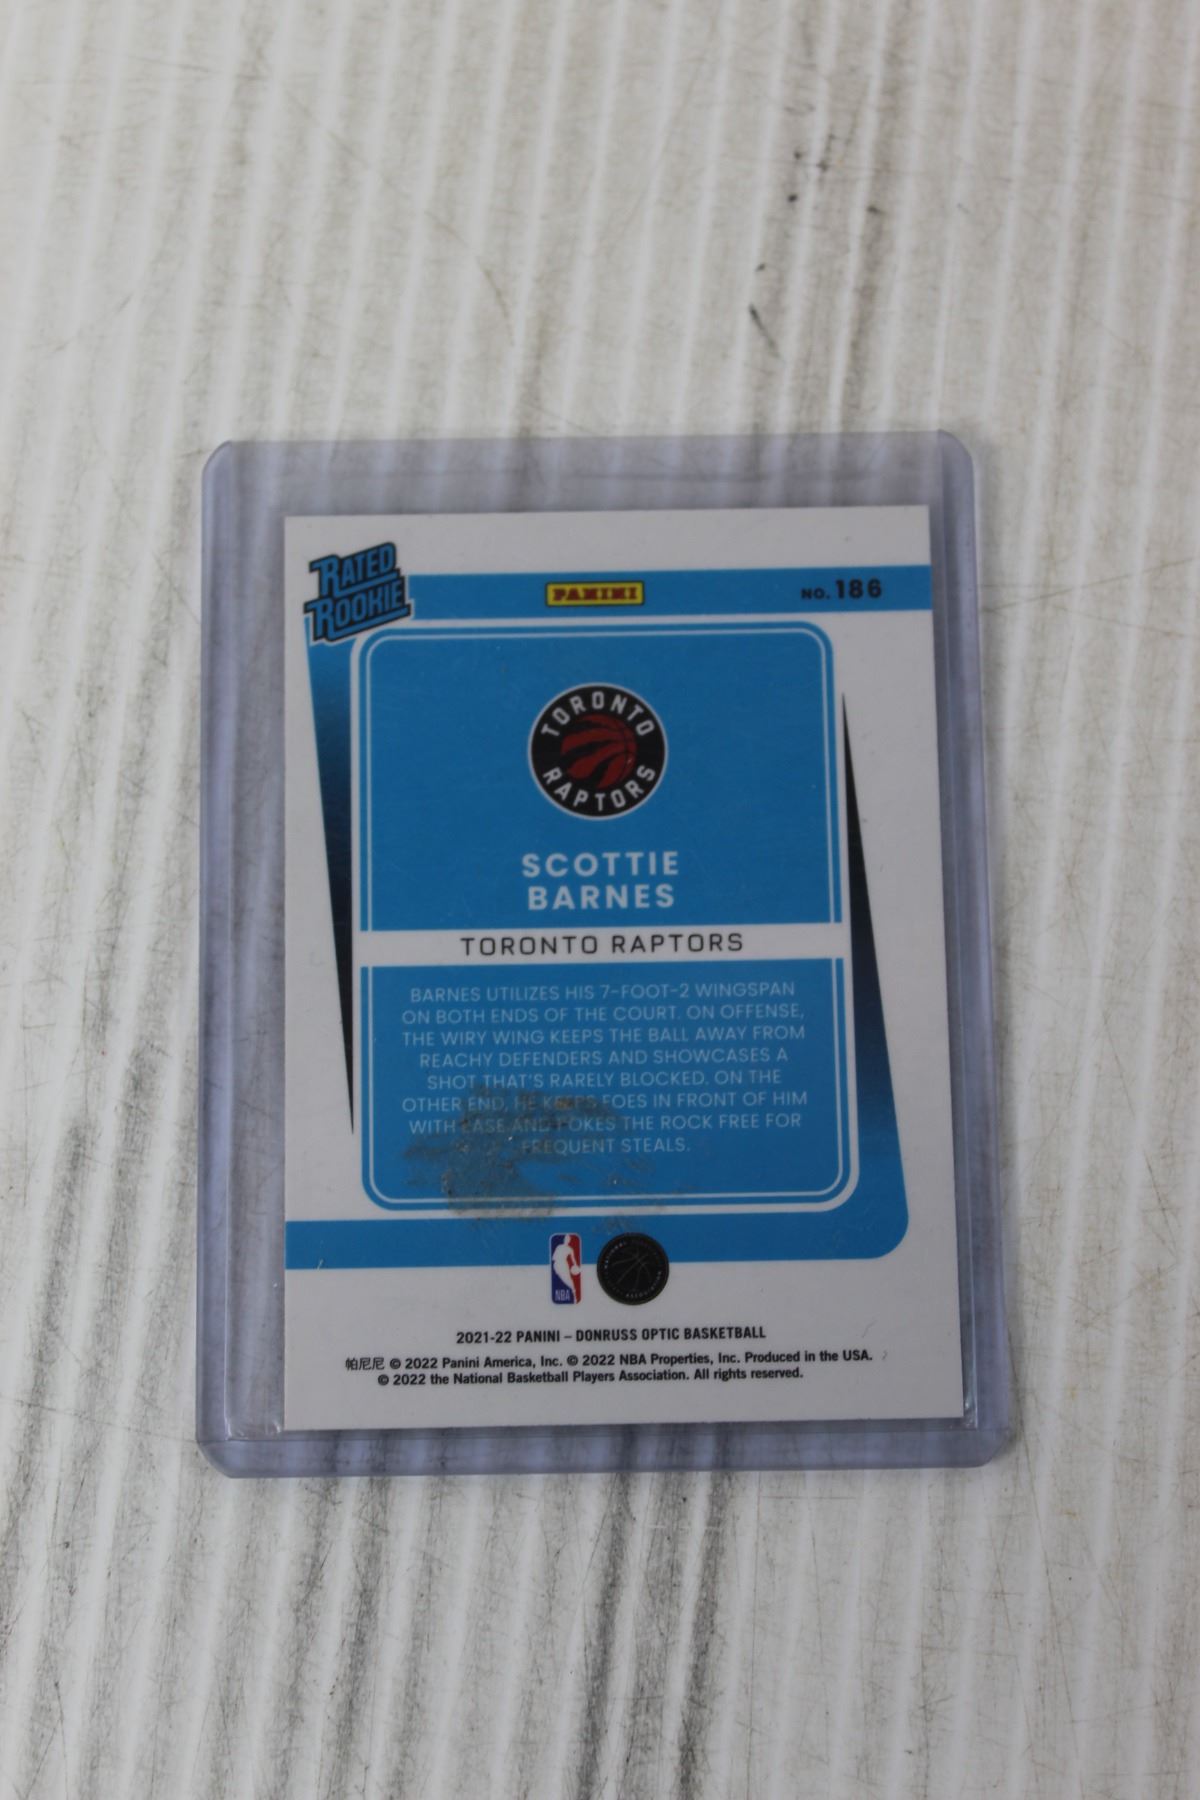 RATED
ROOKIE
PANINI
NO. 186
TORONTO
RAPTORS
SCOTTIE
BARNES
TORONTO RAPTORS
BARNES UTILIZES HIS 7-FOOT-2 WINGSPAN
ON BOTH ENDS OF THE COURT. ON OFFENSE,
THE WIRY WING KEEPS THE BALL AWAY FROM
REACHY DEFENDERS AND SHOWCASES A
SHOT THAT'S RARELY BLOCKED. ON THE
OTHER END, HE KEEPS FOES IN FRONT OF HIM
WITH EASE AND POKES THE ROCK FREE FOR
FREQUENT STEALS.
NBA
2021-22 PANINI – DONRUSS OPTIC BASKETBALL
帕尼尼 © 2022 Panini America, Inc. © 2022 NBA Properties, Inc. Produced in the USA.
© 2022 the National Basketball Players Association. All rights reserved.